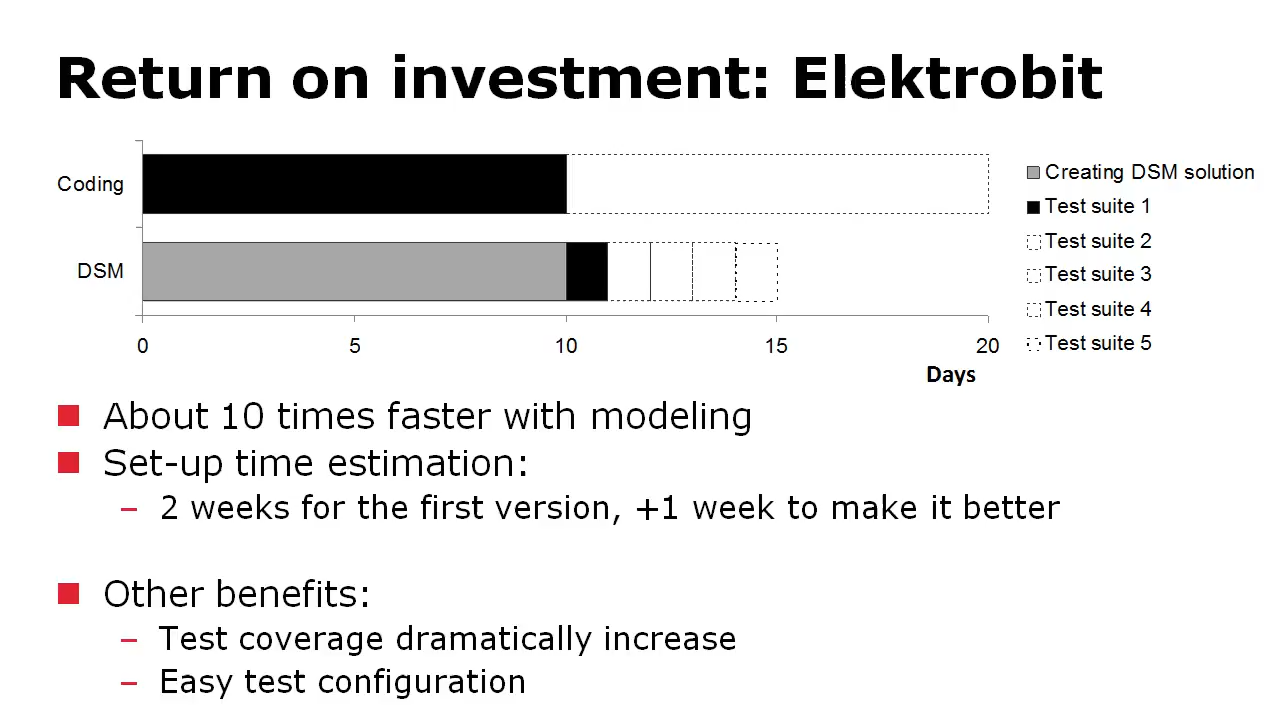 Return on investment: Elektrobit
Coding
DSM
0
5
10
15
20
Days
Creating DSM solution
Test suite 1
Test suite 2
Test suite 3
Test suite 4
Test suite 5
About 10 times faster with modeling
Set-up time estimation:
– 2 weeks for the first version, +1 week to make it better
Other benefits:
– Test coverage dramatically increase
– Easy test configuration